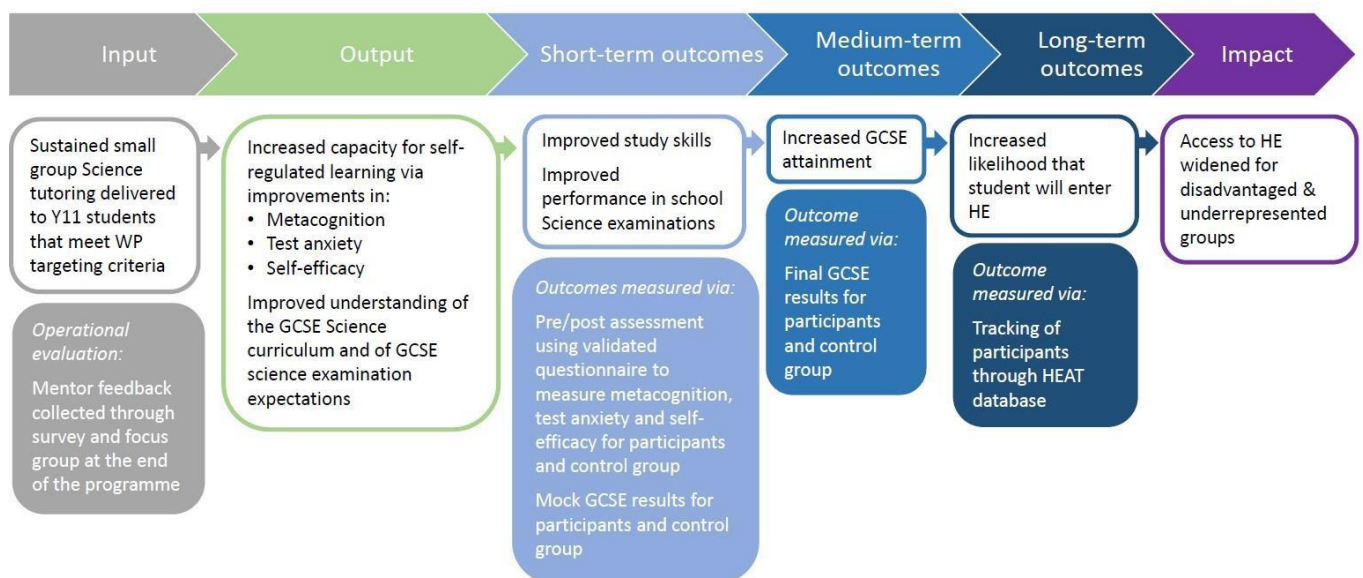 Input
Output
Short-term outcomes
Medium-term
outcomes
Long-term
outcomes
Impact
Sustained small
group Science
tutoring delivered
to Y11 students
that meet WP
targeting criteria
Operational
evaluation:
Mentor feedback
collected through
survey and focus
group at the end
of the programme
Increased capacity for self-
regulated learning via
improvements in:
• Metacognition
• Test anxiety
• Self-efficacy
Improved understanding of
the GCSE Science
curriculum and of GCSE
science examination
expectations
Improved study skills
Improved
performance in school
Science examinations
Outcomes measured via:
Pre/post assessment
using validated
questionnaire to
measure metacognition,
test anxiety and self-
efficacy for participants
and control group
Mock GCSE results for
participants and control
group
Increased GCSE
attainment
Outcome
measured via:
Final GCSE
results for
participants
and control
group
Increased
likelihood that
student will enter
HE
Outcome
measured via:
Tracking of
participants
through HEAT
database
Access to HE
widened for
disadvantaged &
underrepresented
groups